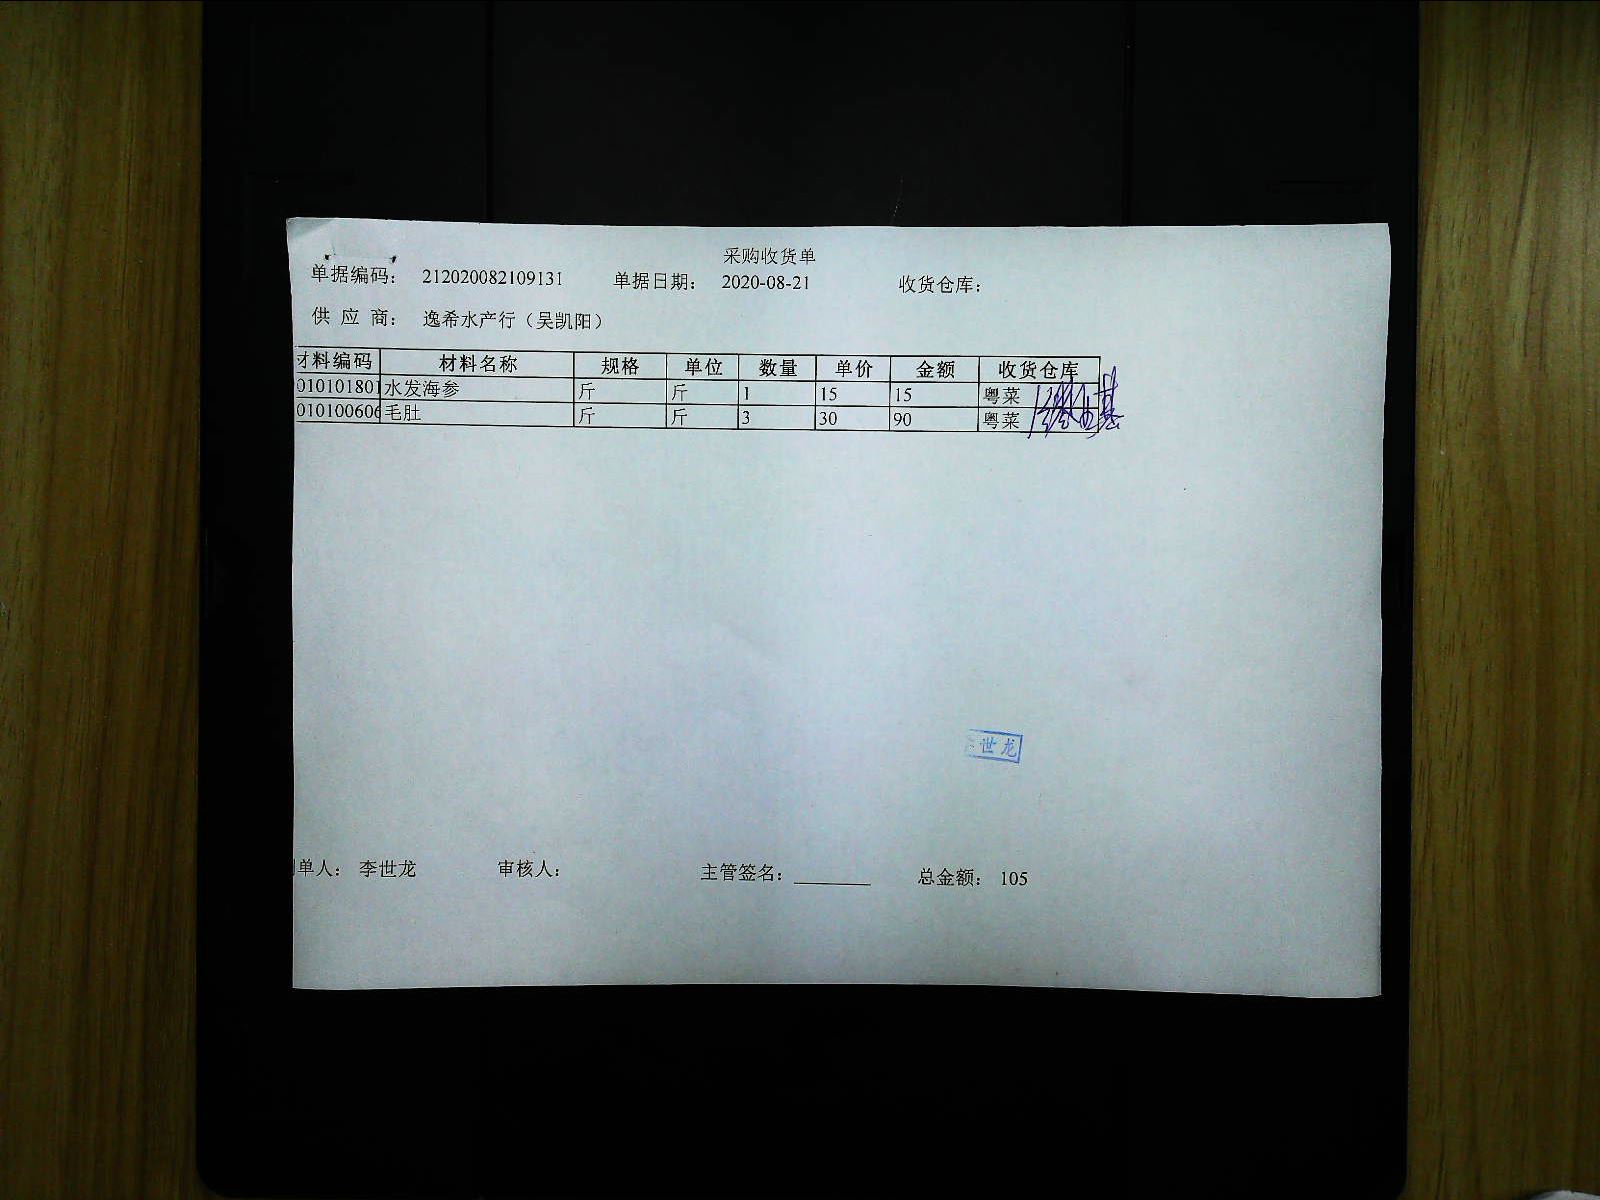 采购收货单
单据编码： 212020082109131 单据日期： 2020-08-21 收货仓库：
供 应 商： 逸希水产行（吴凯阳）
材料编码 材料名称 规格 单位 数量 单价 金额 收货仓库
010101801 水发海参 斤 斤 1 15 15 粤菜
010100606 毛肚 斤 斤 3 30 90 粤菜
世龙
单人： 李世龙 审核人： 主管签名： 总金额： 105